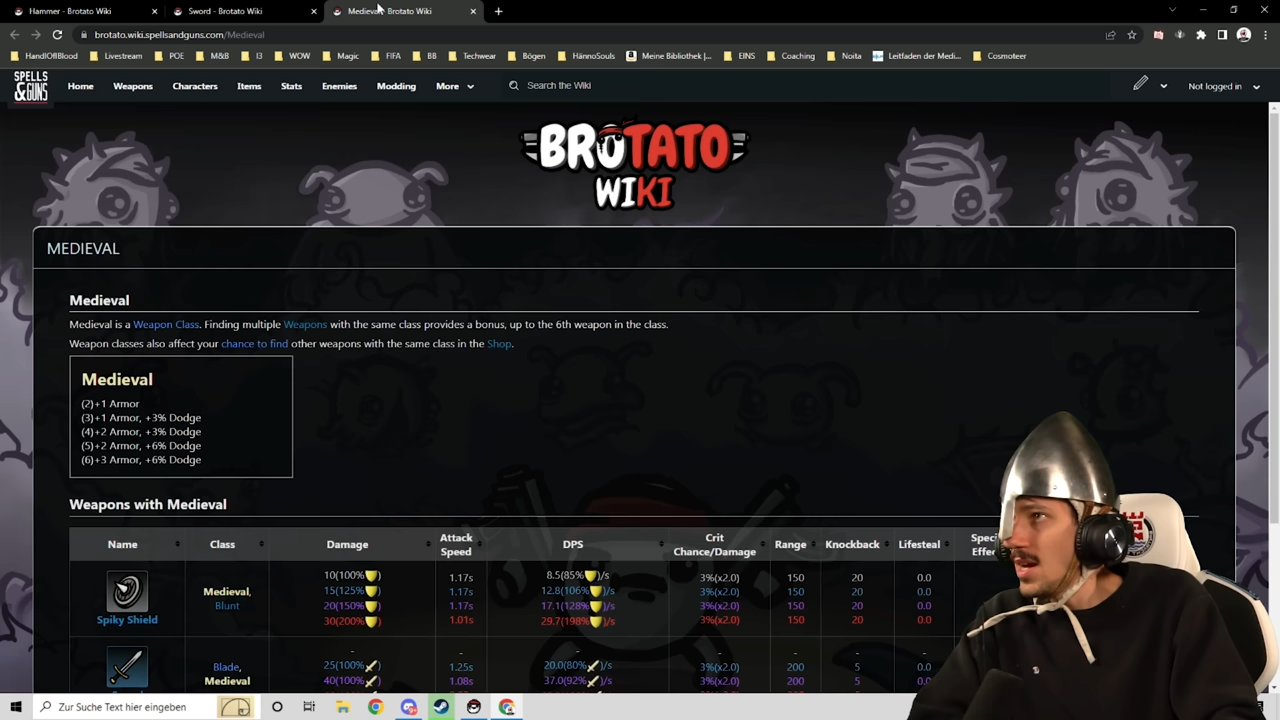 Hammer - Brotato Wiki
Sword - Brotato Wiki
Medieval - Brotato Wiki
brotato.wiki.spellsandguns.com/Medieval
HandIOfBlood
Livestream
POE
M&B
I3
WOW
Magic
FIFA
BB
Techwear
Bögen
HännoSouls
Meine Bibliothek |...
EINS
Coaching
Noita
Leitfaden der Medi...
Cosmoteer
SPELLS
&GUNS
Home
Weapons
Characters
Items
Stats
Enemies
Modding
More
Search the Wiki
Not logged in
BROTATO
WIKI
MEDIEVAL
Medieval
Medieval is a Weapon Class. Finding multiple Weapons with the same class provides a bonus, up to the 6th weapon in the class.
Weapon classes also affect your chance to find other weapons with the same class in the Shop.
Medieval
(2)+1 Armor
(3)+1 Armor, +3% Dodge
(4)+2 Armor, +3% Dodge
(5)+2 Armor, +6% Dodge
(6)+3 Armor, +6% Dodge
Weapons with Medieval
Name
Class
Damage
Attack
Speed
DPS
Crit
Chance/Damage
Range
Knockback
Lifesteal
Spiky Shield
Medieval,
Blunt
10(100%)
15(125%)
20(150%)
30(200%)
1.17s
1.17s
1.17s
1.01s
8.5(85%)/s
12.8(106%)/s
17.1(128%)/s
29.7(198%)/s
3%(x2.0)
3%(x2.0)
3%(x2.0)
3%(x2.0)
150
150
150
150
20
20
20
20
0.0
0.0
0.0
0.0
Blade,
Medieval
-
25(100%)
40(100%)
-
1.25s
1.08s
-
20.0(80%)/s
37.0(92%)/s
-
3%(x2.0)
3%(x2.0)
-
200
200
-
5
5
-
0.0
0.0
Zur Suche Text hier eingeben